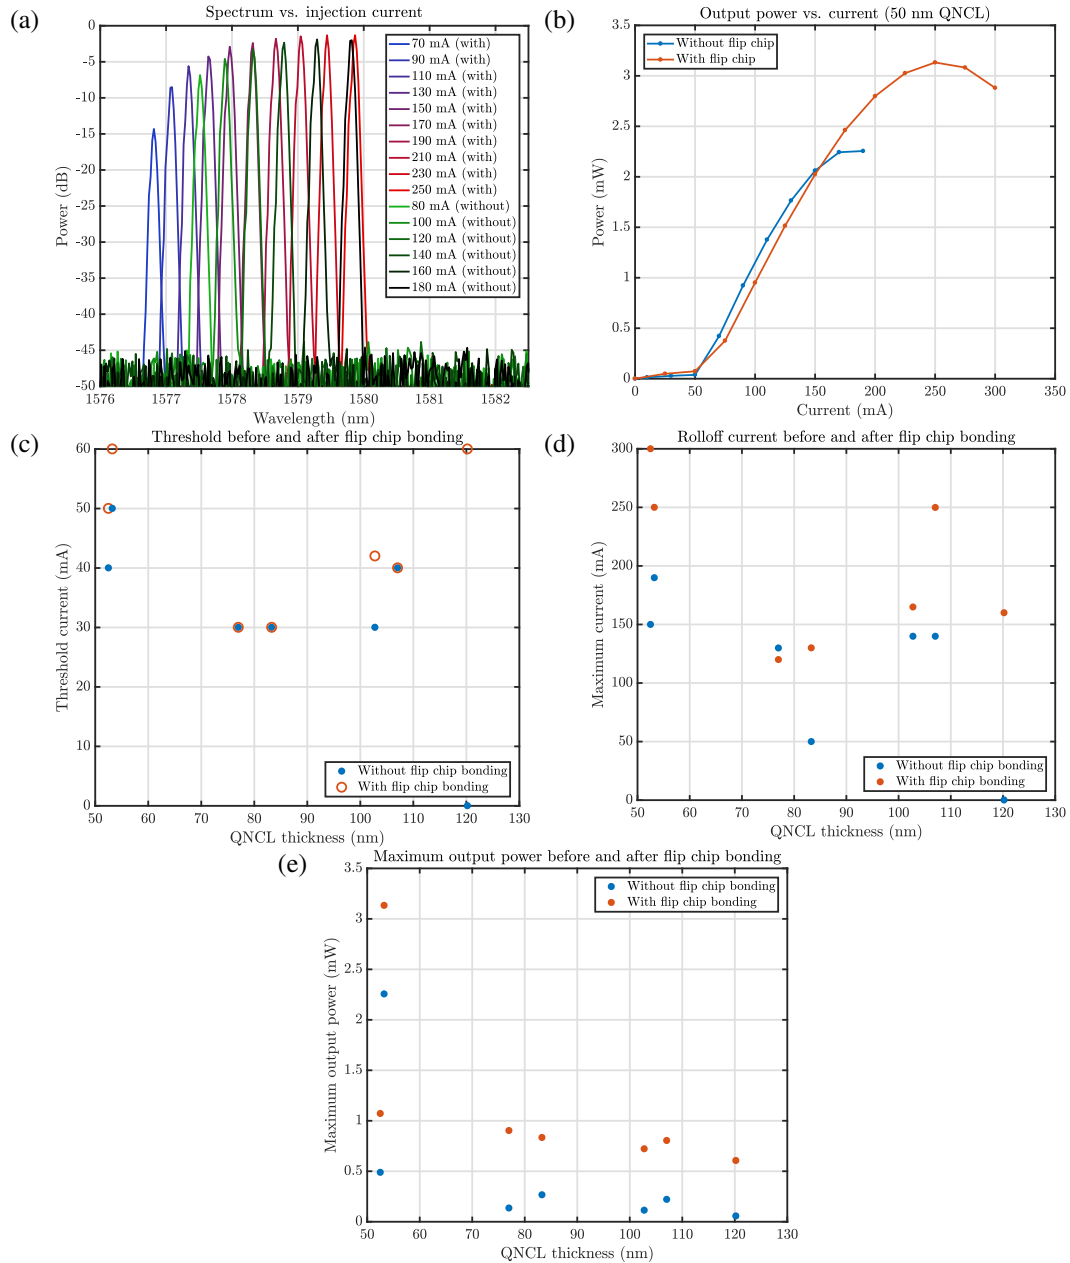 (a)
Spectrum vs. injection current
Power (dB)
0
-5
-10
-15
-20
-25
-30
-35
-40
-45
-50
1576
1577
1578
1579
1580
1581
1582
Wavelength (nm)
70 mA (with)
90 mA (with)
110 mA (with)
130 mA (with)
150 mA (with)
170 mA (with)
190 mA (with)
210 mA (with)
230 mA (with)
250 mA (with)
80 mA (without)
100 mA (without)
120 mA (without)
140 mA (without)
160 mA (without)
180 mA (without)
(b)
Output power vs. current (50 nm QNCL)
Power (mW)
3.5
3
2.5
2
1.5
1
0.5
0
0
50
100
150
200
250
300
350
Current (mA)
Without flip chip
With flip chip
(c)
Threshold before and after flip chip bonding
Threshold current (mA)
60
50
40
30
20
10
0
50
60
70
80
90
100
110
120
130
QNCL thickness (nm)
Without flip chip bonding
With flip chip bonding
(d)
Rolloff current before and after flip chip bonding
Maximum current (mA)
300
250
200
150
100
50
0
50
60
70
80
90
100
110
120
130
QNCL thickness (nm)
Without flip chip bonding
With flip chip bonding
(e)
Maximum output power before and after flip chip bonding
Maximum output power (mW)
3.5
3
2.5
2
1.5
1
0.5
0
50
60
70
80
90
100
110
120
130
QNCL thickness (nm)
Without flip chip bonding
With flip chip bonding